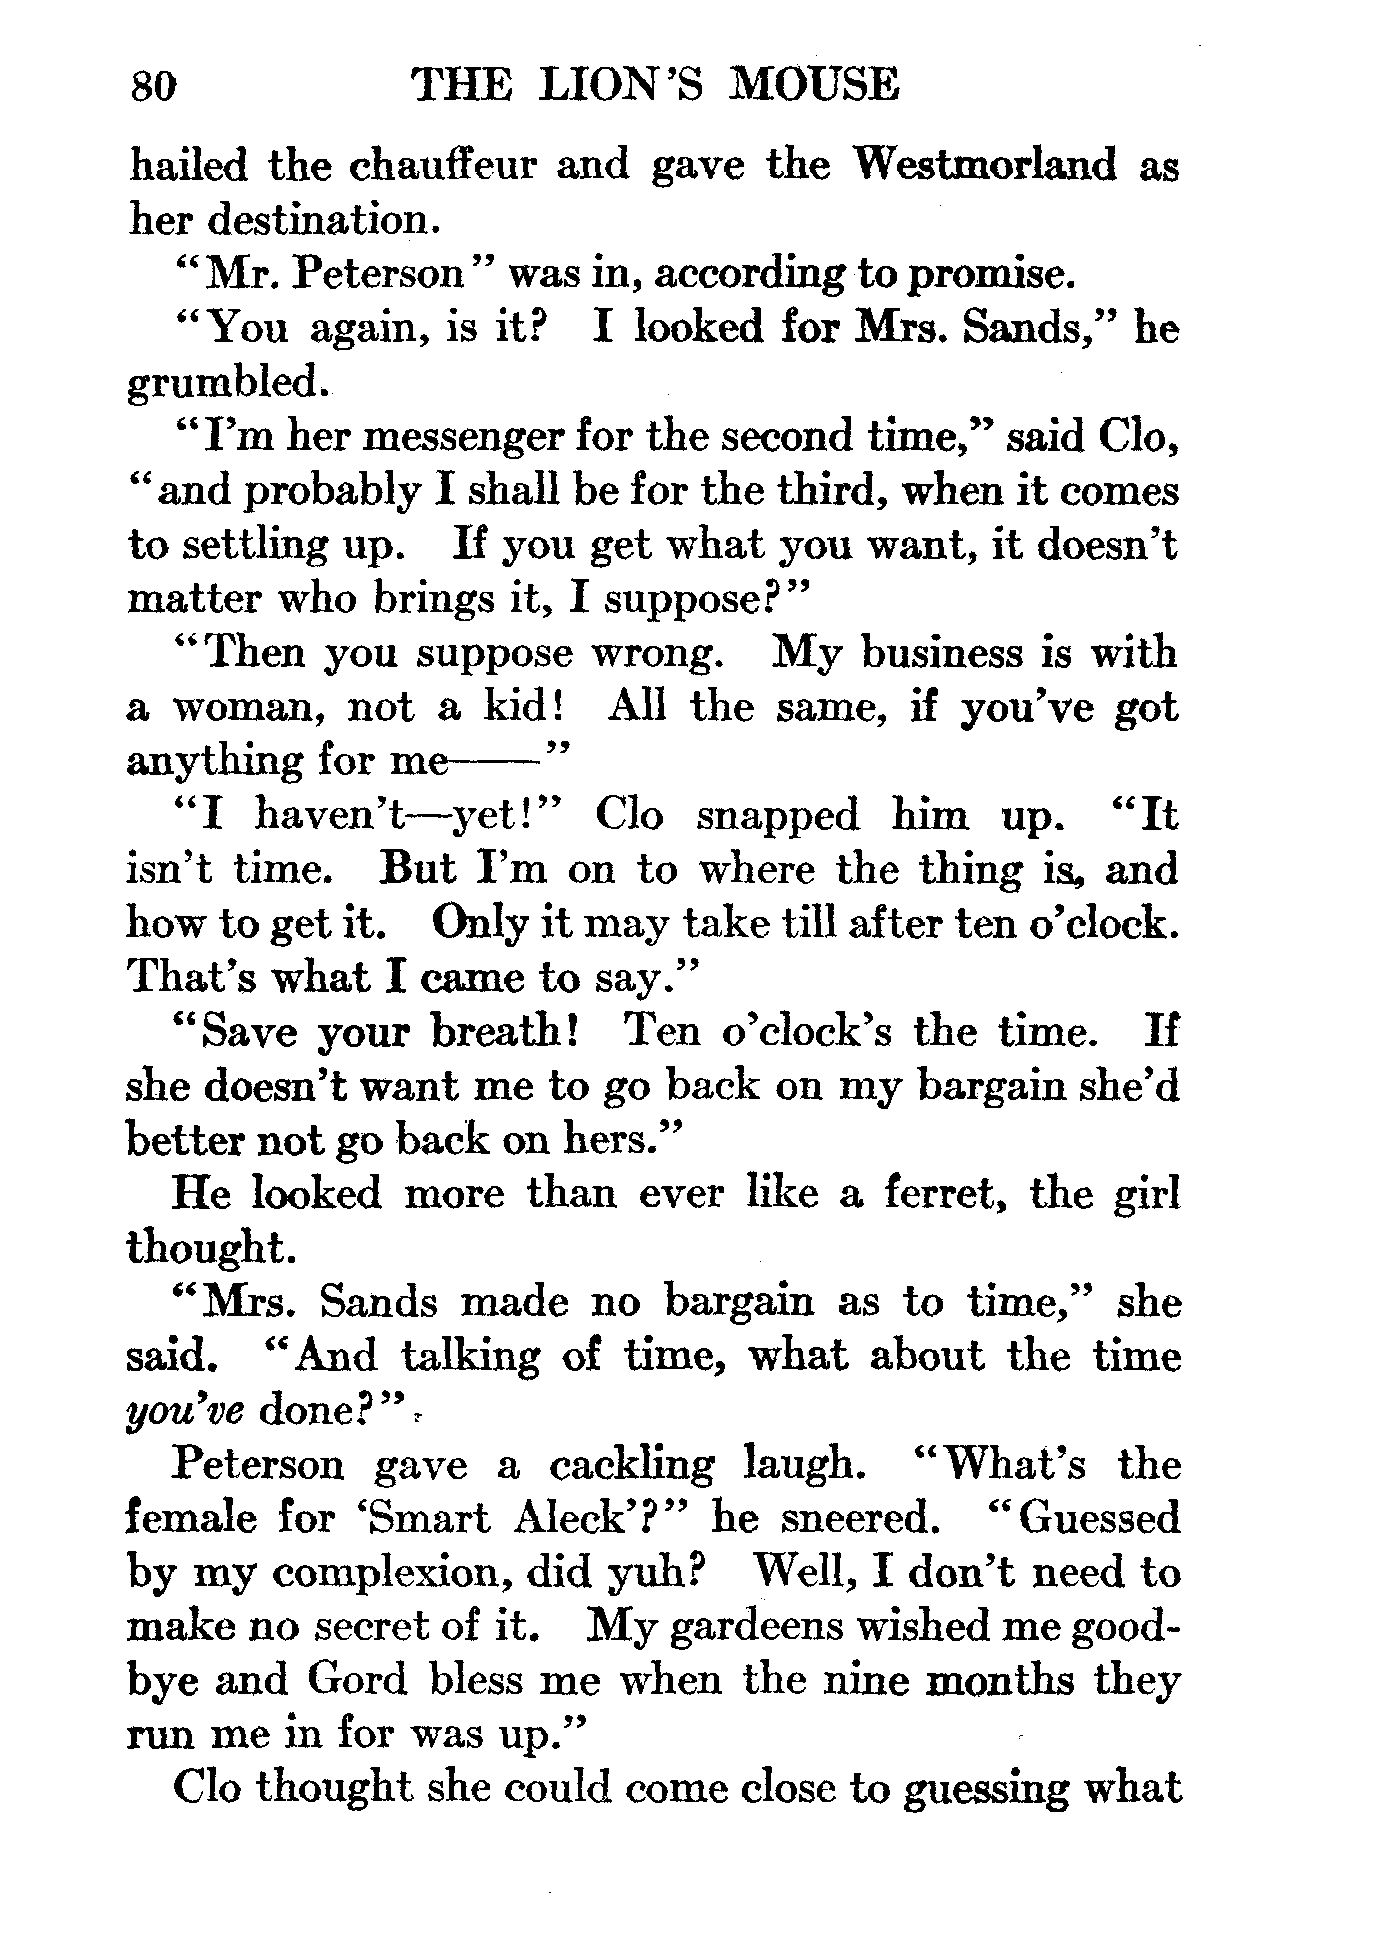 80 THE LION'S MOUSE
hailed the chauffeur and gave the Westmorland as
her destination.
"Mr. Peterson" was in, according to promise.
"You again, is it? I looked for Mrs. Sands," he
grumbled.
"I'm her messenger for the second time," said Clo,
"and probably I shall be for the third, when it comes
to settling up. If you get what you want, it doesn't
matter who brings it, I suppose?"
"Then you suppose wrong. My business is with
a woman, not a kid! All the same, if you've got
anything for me——"
"I haven't—yet!" Clo snapped him up. "It
isn't time. But I'm on to where the thing is, and
how to get it. Only it may take till after ten o'clock.
That's what I came to say."
"Save your breath! Ten o'clock's the time. If
she doesn't want me to go back on my bargain she'd
better not go back on hers."
He looked more than ever like a ferret, the girl
thought.
"Mrs. Sands made no bargain as to time," she
said. "And talking of time, what about the time
you've done?"
Peterson gave a cackling laugh. "What's the
female for 'Smart Aleck'?" he sneered. "Guessed
by my complexion, did yuh? Well, I don't need to
make no secret of it. My gardeens wished me good-
bye and Gord bless me when the nine months they
run me in for was up."
Clo thought she could come close to guessing what